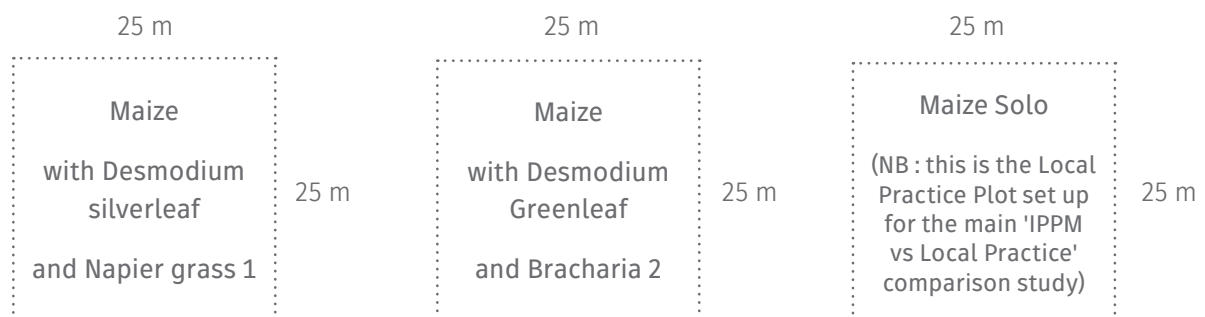 25 m
25 m
25 m
Maize
with Desmodium
silverleaf
and Napier grass 1
25 m
Maize
with Desmodium
Greenleaf
and Bracharia 2
25 m
Maize Solo
(NB : this is the Local
Practice Plot set up
for the main 'IPPM
vs Local Practice'
comparison study)
25 m